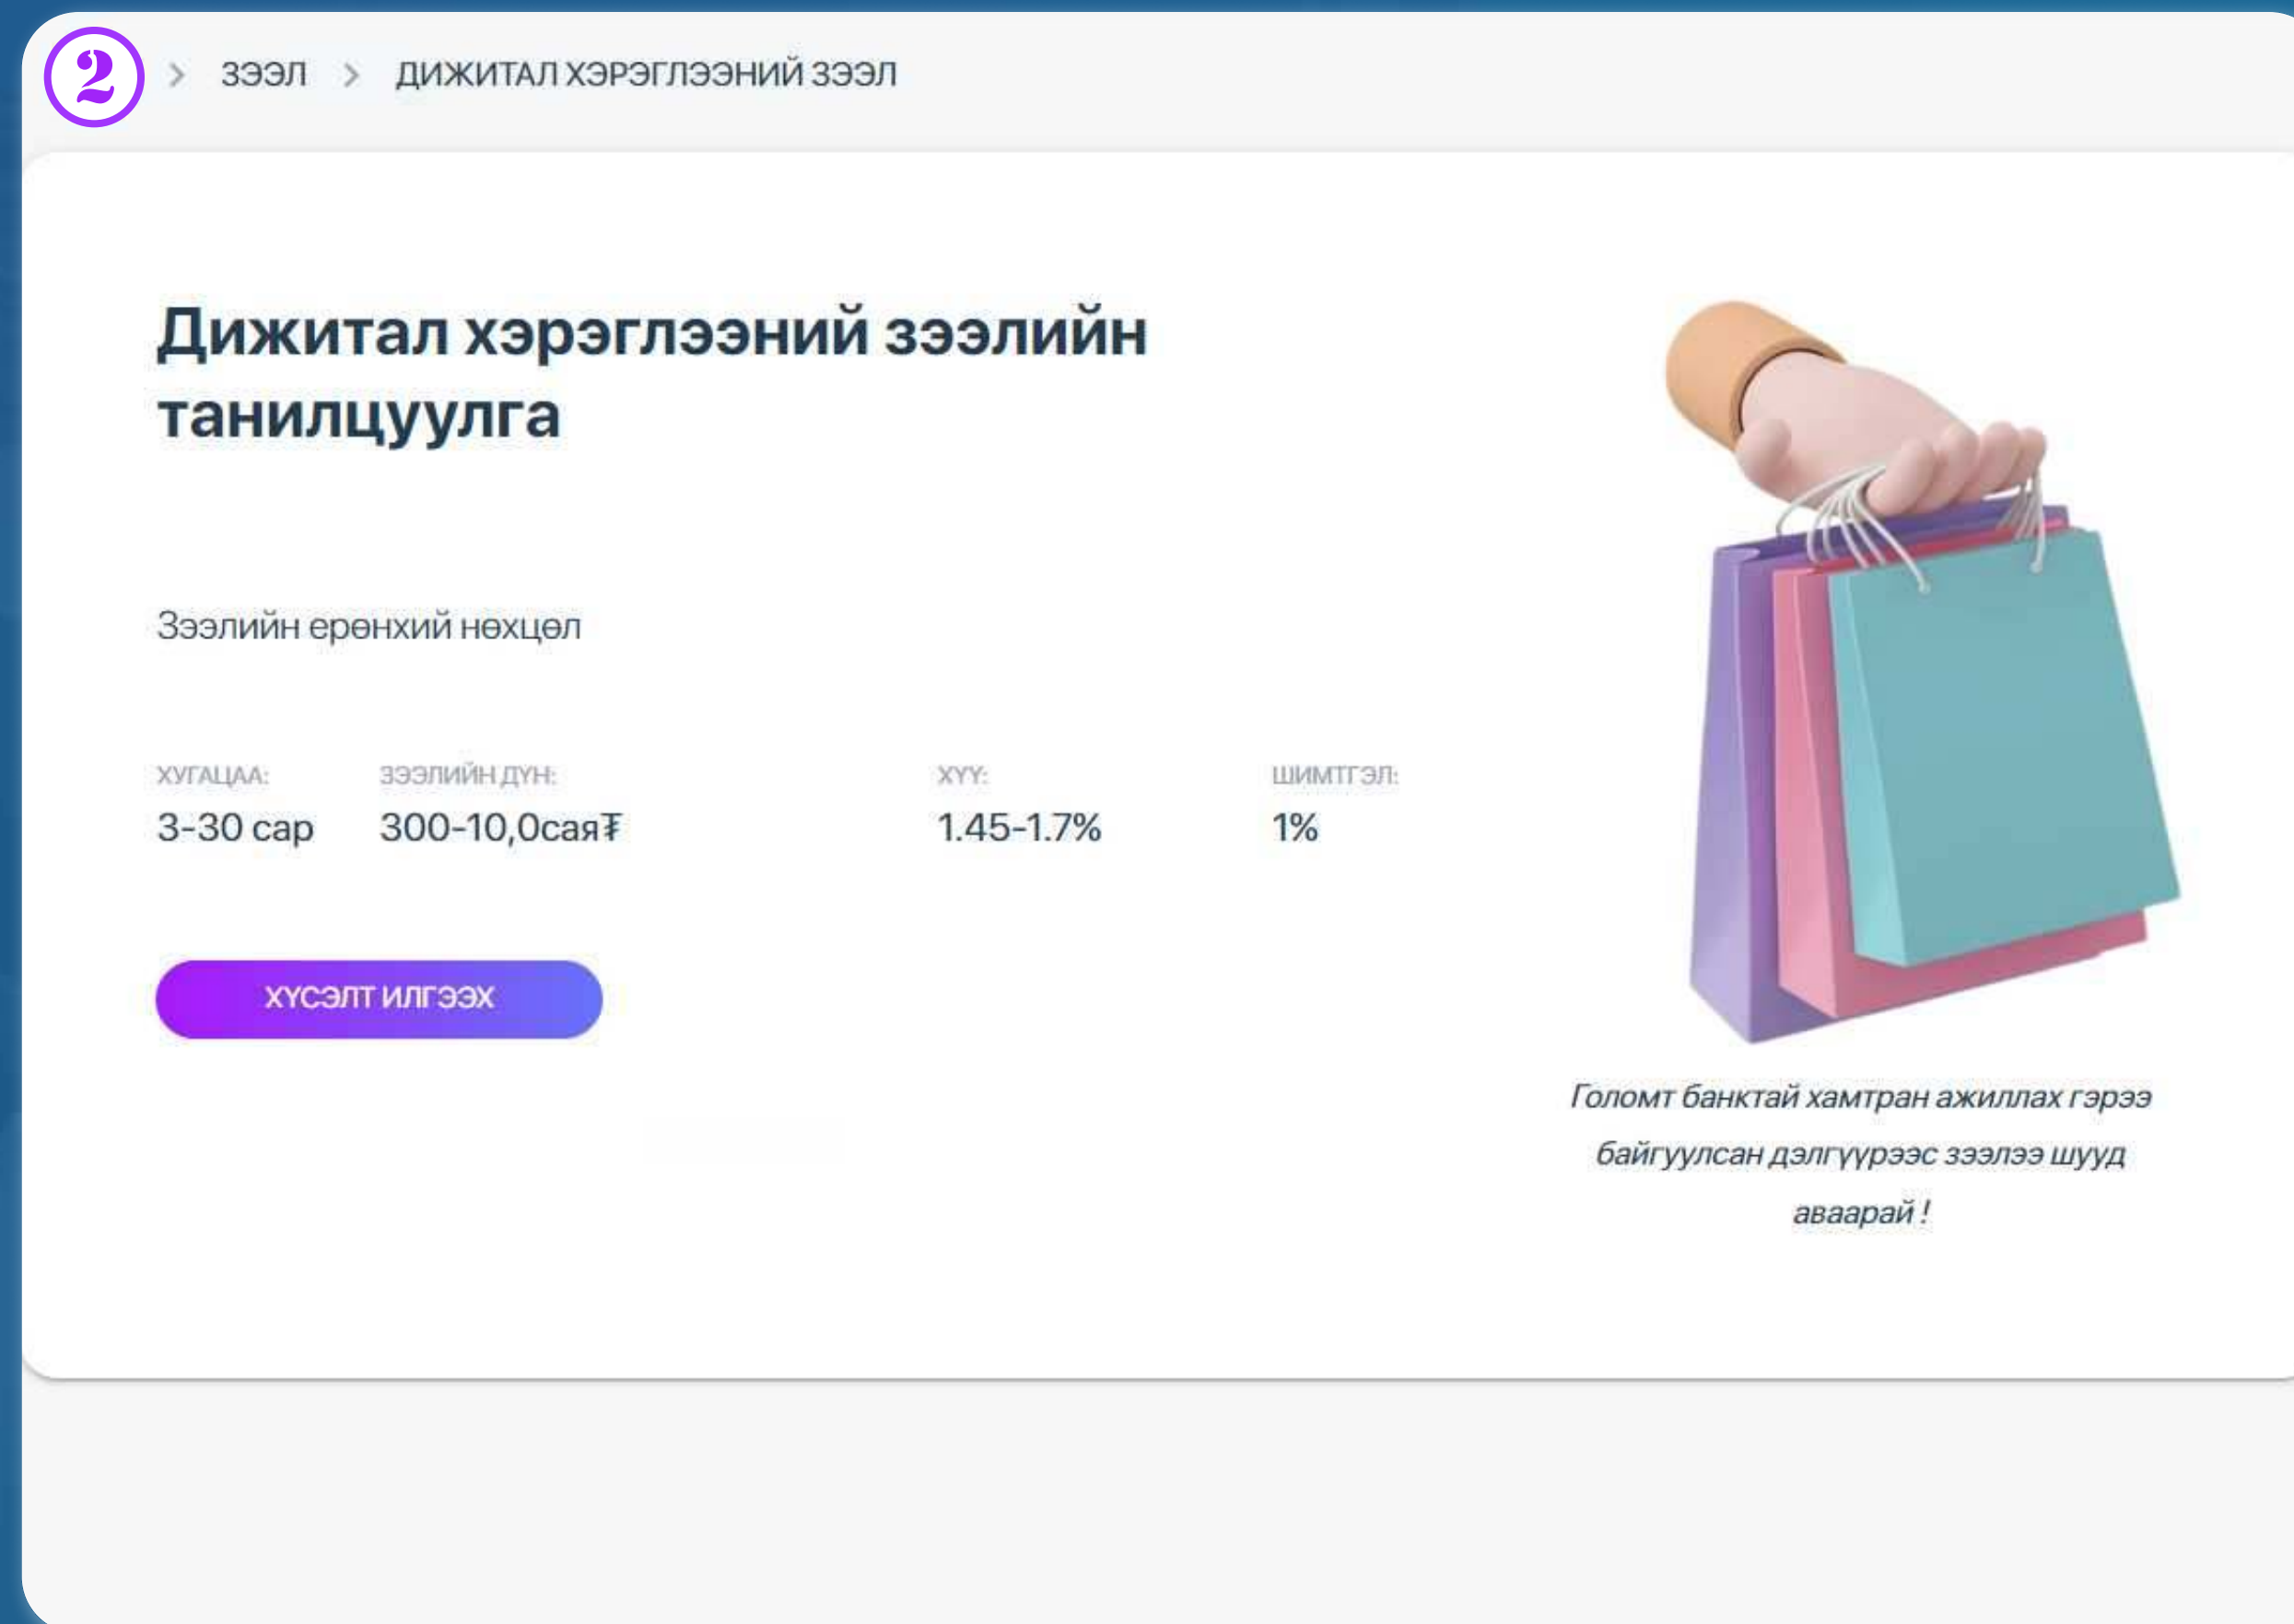 2 > ЗЭЭЛ > ДИЖИТАЛ ХЭРЭГЛЭЭНИЙ ЗЭЭЛ
Дижитал хэрэглээний зээлийн
танилцуулга
Зээлийн ерөнхий нөхцөл
ХУГАЦАА: ЗЭЭЛИЙН ДҮН: ХҮҮ: ШИМТГЭЛ:
3-30 сар 300-10,0сая₮ 1.45-1.7% 1%
ХҮСЭЛТ ИЛГЭЭХ
Голомт банктай хамтран ажиллах гэрээ
байгуулсан дэлгүүрээс зээлээ шууд
аваарай !